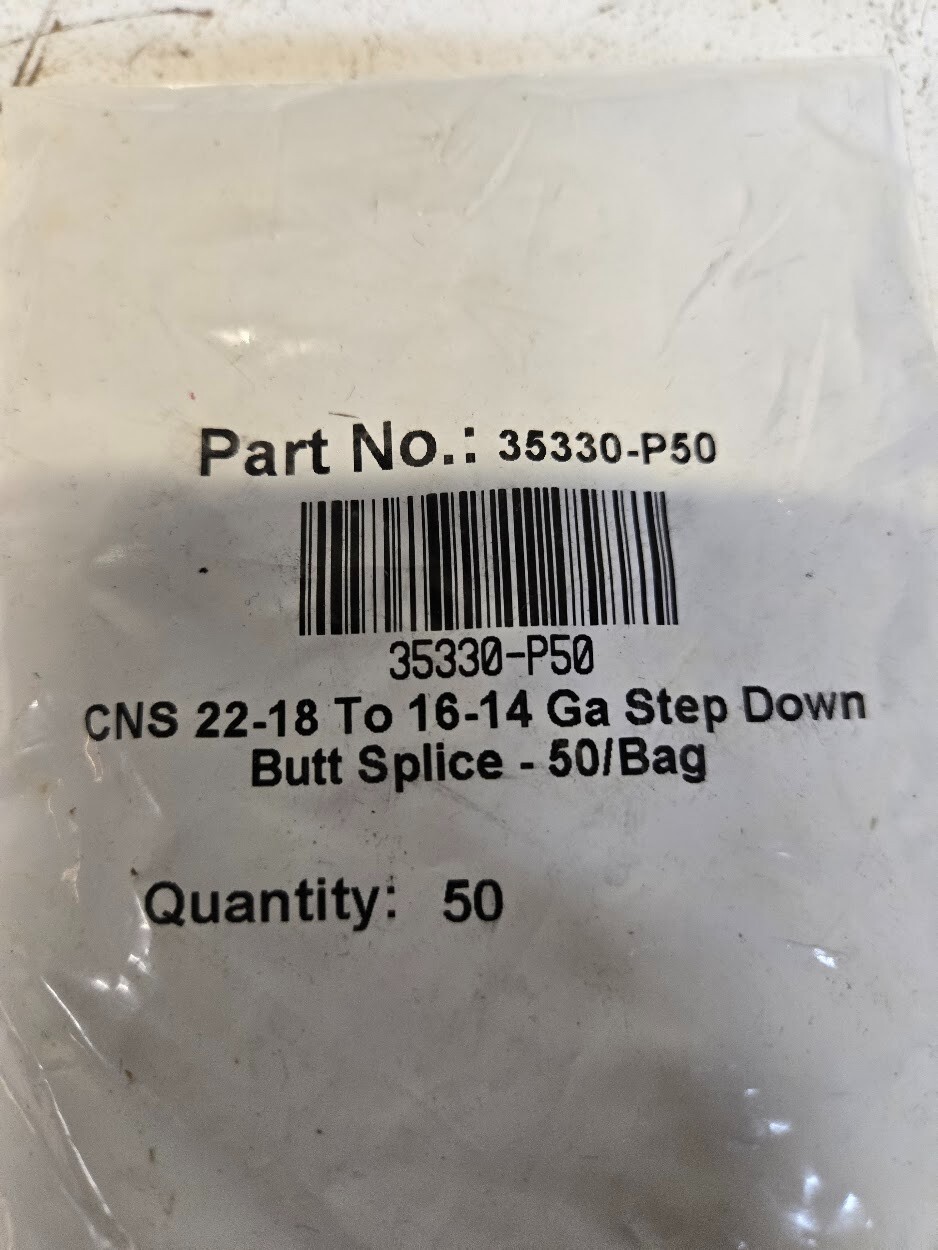 Part No.: 35330-P50
35330-P50
CNS 22-18 To 16-14 Ga Step Down
Butt Splice - 50/Bag
Quantity: 50